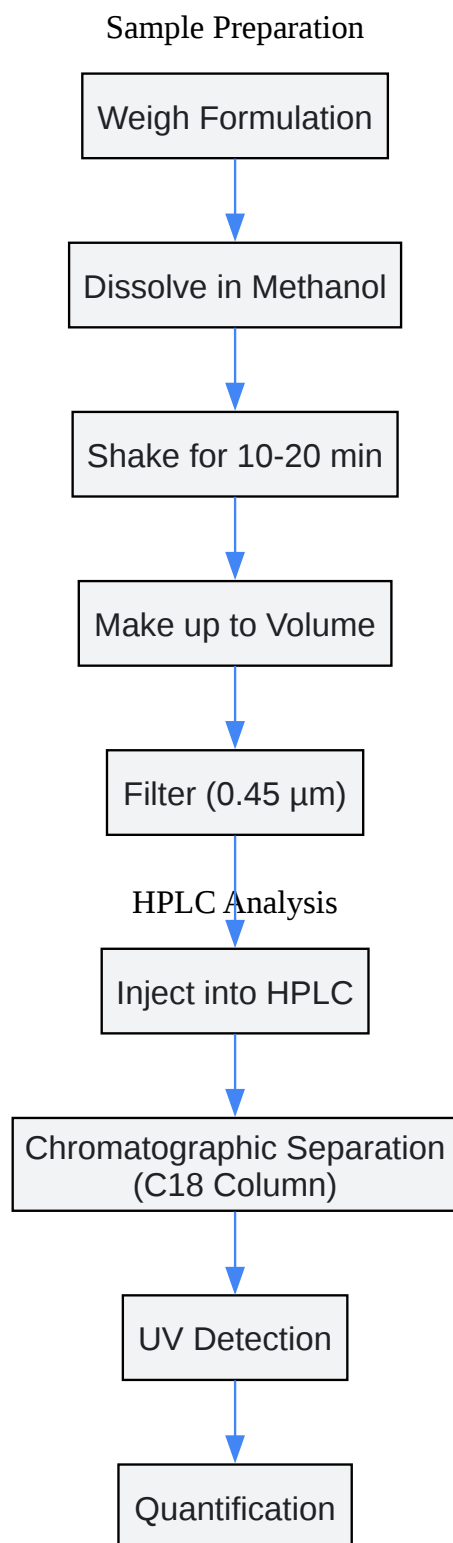 Sample Preparation
Weigh Formulation
Dissolve in Methanol
Shake for 10-20 min
Make up to Volume
Filter (0.45 µm)
HPLC Analysis
Inject into HPLC
Chromatographic Separation
(C18 Column)
UV Detection
Quantification